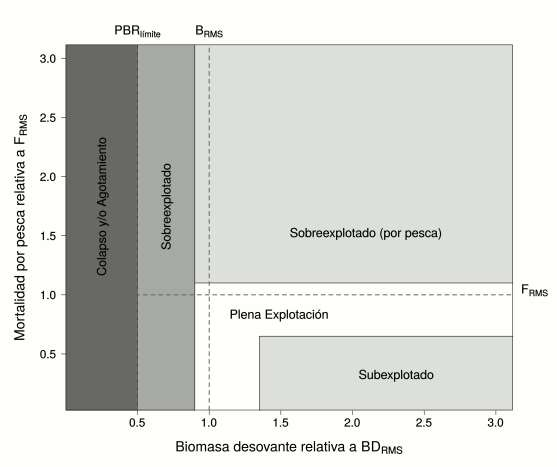 PBRlímite
BRMS
3.0
2.5
2.0
1.5
1.0
0.5
Mortalidad por pesca relativa a FRMS
Colapso y/o Agotamiento
Sobreexplotado
Sobreexplotado (por pesca)
FRMS
Plena Explotación
Subexplotado
0.5
1.0
1.5
2.0
2.5
3.0
Biomasa desovante relativa a BDRMS